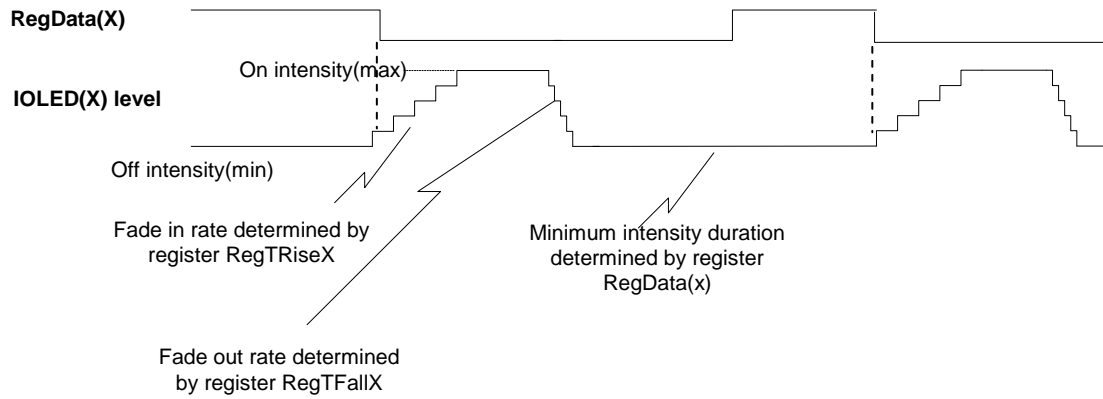 RegData(X)
On intensity(max)
IOLED(X) level
Off intensity(min)
Fade in rate determined by
register RegTRiseX
Minimum intensity duration
determined by register
RegData(x)
Fade out rate determined
by register RegTFallX